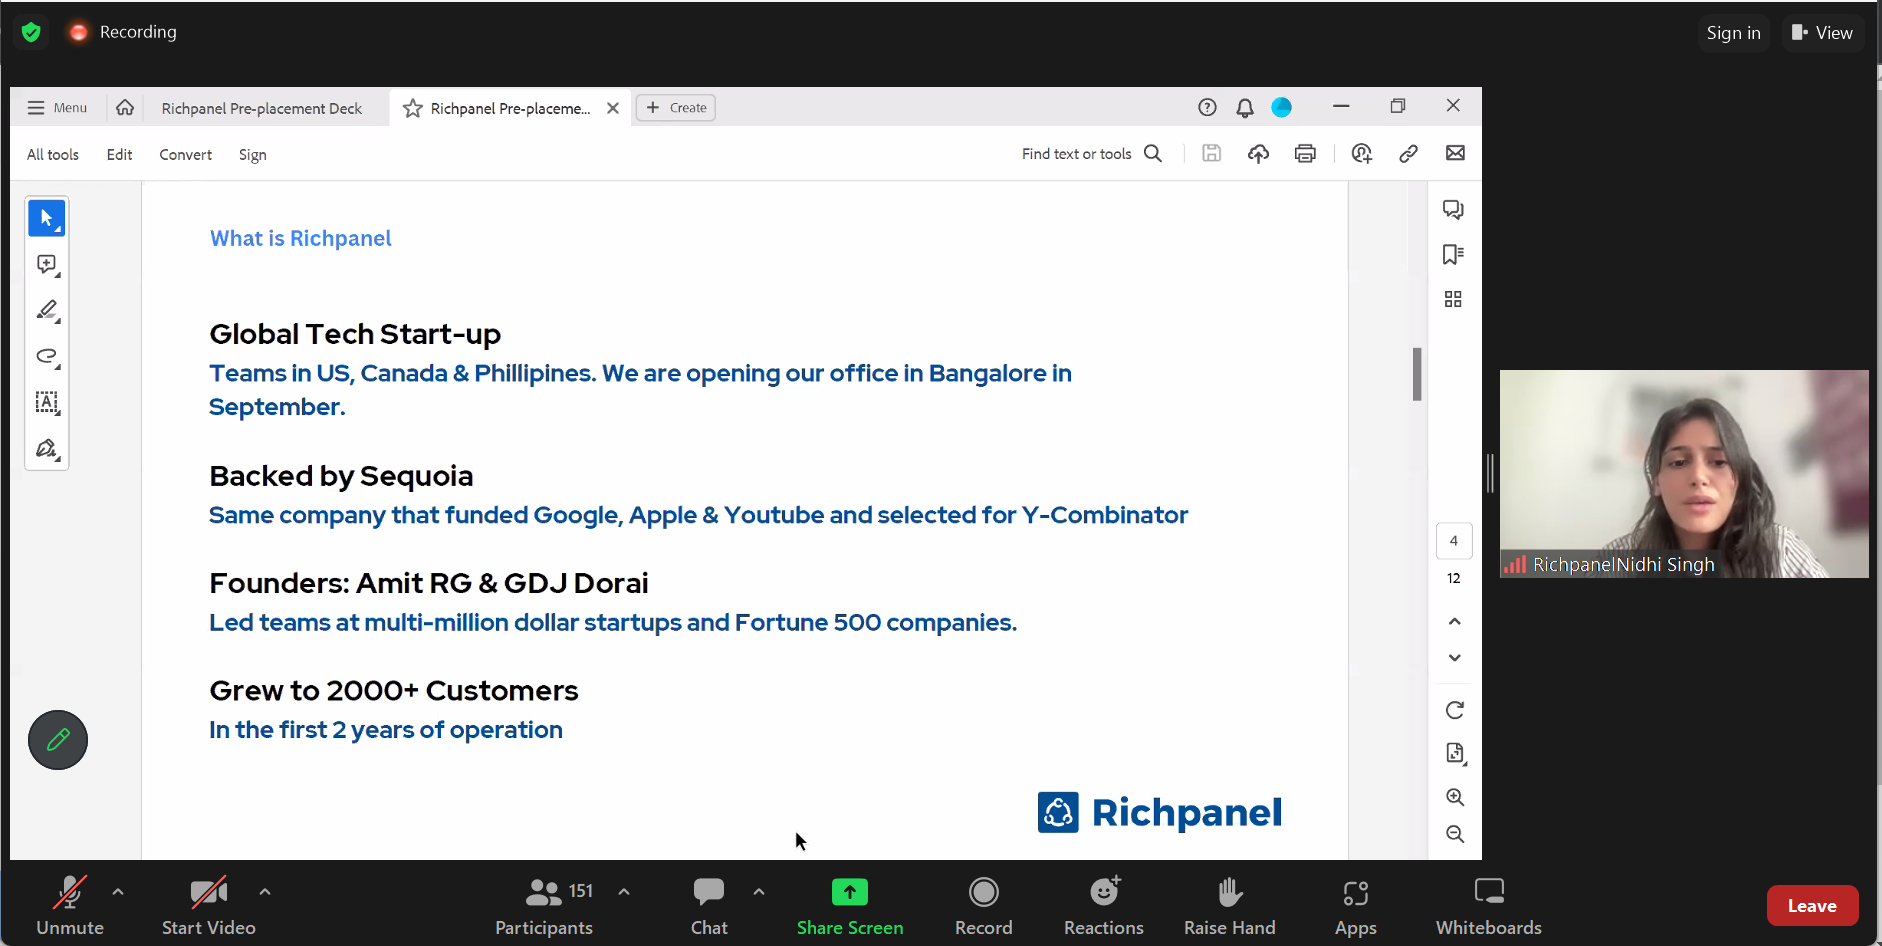 Recording
Sign in
View
Menu
Richpanel Pre-placement Deck
Richpanel Pre-placeme...
Create
All tools
Edit
Convert
Sign
Find text or tools
What is Richpanel
Global Tech Start-up
Teams in US, Canada & Phillipines. We are opening our office in Bangalore in
September.
Backed by Sequoia
Same company that funded Google, Apple & Youtube and selected for Y-Combinator
Founders: Amit RG & GDJ Dorai
Led teams at multi-million dollar startups and Fortune 500 companies.
Grew to 2000+ Customers
In the first 2 years of operation
Richpanel
4
12
RichpanelNidhi Singh
Unmute
Start Video
151
Participants
Chat
Share Screen
Record
Reactions
Raise Hand
Apps
Whiteboards
Leave